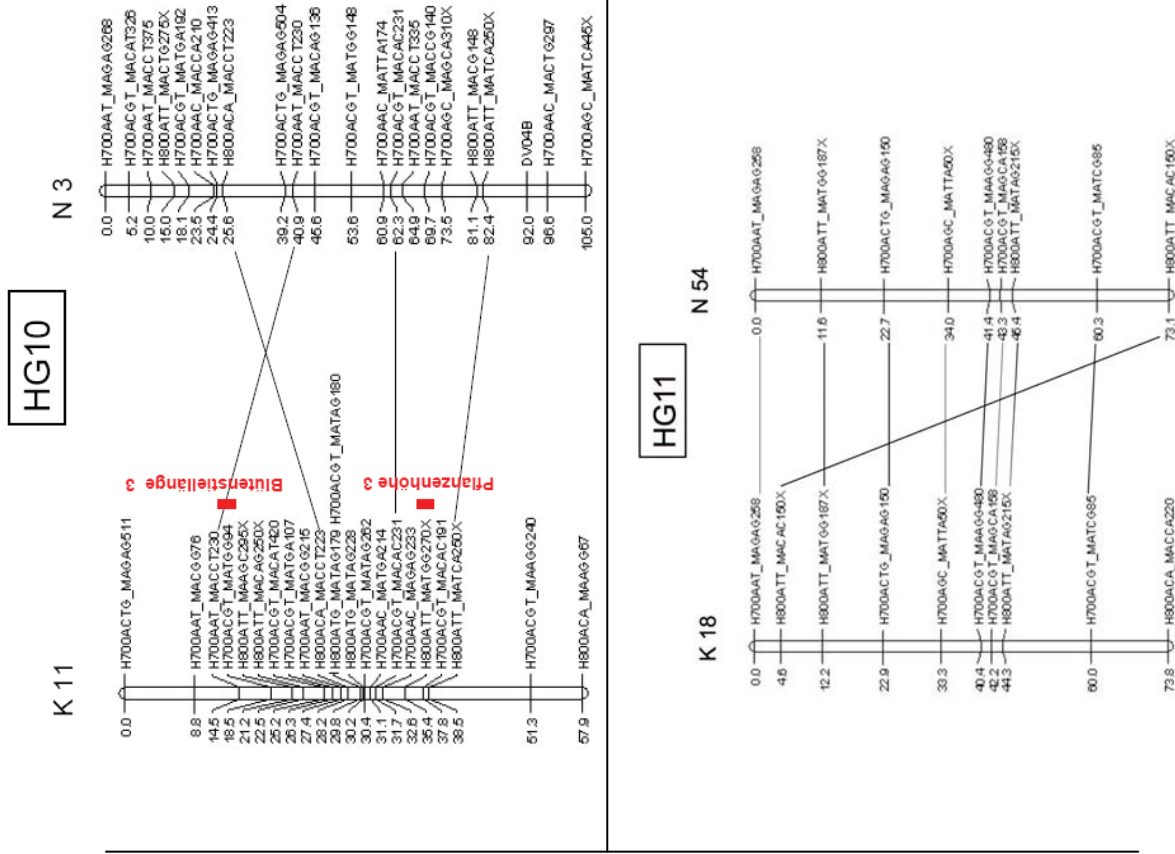 HG10
K 11
0.0 H700ACTG_MAGAG511
8.8 H700AAT_MACGG76
14.5 H700AAT_MACCT230
18.5 H700ACGT_MATGG94
21.2 H800ATT_MAAGC295X
22.5 H800ATT_MACAG250X
25.2 H700ACGT_MACAT420
26.3 H700ACGT_MATGA107
27.4 H700AAT_MACGG215
28.2 H800ACA_MACCT223
29.8 H800ATG_MATAG179 H700ACGT_MATAG180
30.2 H800ATG_MATAG228
30.4 H700ACGT_MATAG262
31.1 H700AAC_MATGA214
31.7 H700ACGT_MACAC231
32.6 H700AAC_MAGAG233
35.4 H800ATT_MATGG270X
37.8 H700ACGT_MACAC191
38.5 H800ATT_MATCA250X
51.3 H700ACGT_MAAGG240
57.9 H800ACA_MAAGG67
Blütenstiellänge 3
Pflanzenhöhe 3
N 3
0.0 H700AAT_MAGAG268
5.2 H700ACGT_MACAT326
10.0 H700AAT_MACCT375
15.0 H800ATT_MACTG275X
18.1 H700ACGT_MATGA192
23.5 H700AAC_MACCA210
24.4 H700ACTG_MAGAG413
25.6 H800ACA_MACCT223
39.2 H700ACTG_MAGAG504
40.9 H700AAT_MACCT230
45.6 H700ACGT_MACAG136
53.6 H700ACGT_MATGG148
60.9 H700AAC_MATTA174
62.3 H700ACGT_MACAC231
64.9 H700AAT_MACCT335
69.7 H700ACGT_MACCG140
73.5 H700AGC_MAGCA310X
81.1 H800ATT_MACG148
82.4 H800ATT_MATCA250X
92.0 DV04B
96.6 H700AAC_MACTG297
105.0 H700AGC_MATCA445X
HG11
K 18
0.0 H700AAT_MAGAG258
4.6 H800ATT_MACAC150X
12.2 H800ATT_MATGG187X
22.9 H700ACTG_MAGAG150
33.3 H700AGC_MATTA50X
40.4 H700ACGT_MAAGG480
42.2 H700ACGT_MAGCA158
44.3 H800ATT_MATAG215X
60.0 H700ACGT_MATCG85
73.8 H800ACA_MACCA220
N 54
0.0 H700AAT_MAGAG258
11.6 H800ATT_MATGG187X
22.7 H700ACTG_MAGAG150
34.0 H700AGC_MATTA50X
41.4 H700ACGT_MAAGG480
43.3 H700ACGT_MAGCA158
45.4 H800ATT_MATAG215X
60.3 H700ACGT_MATCG85
73.1 H800ATT_MACAC150X